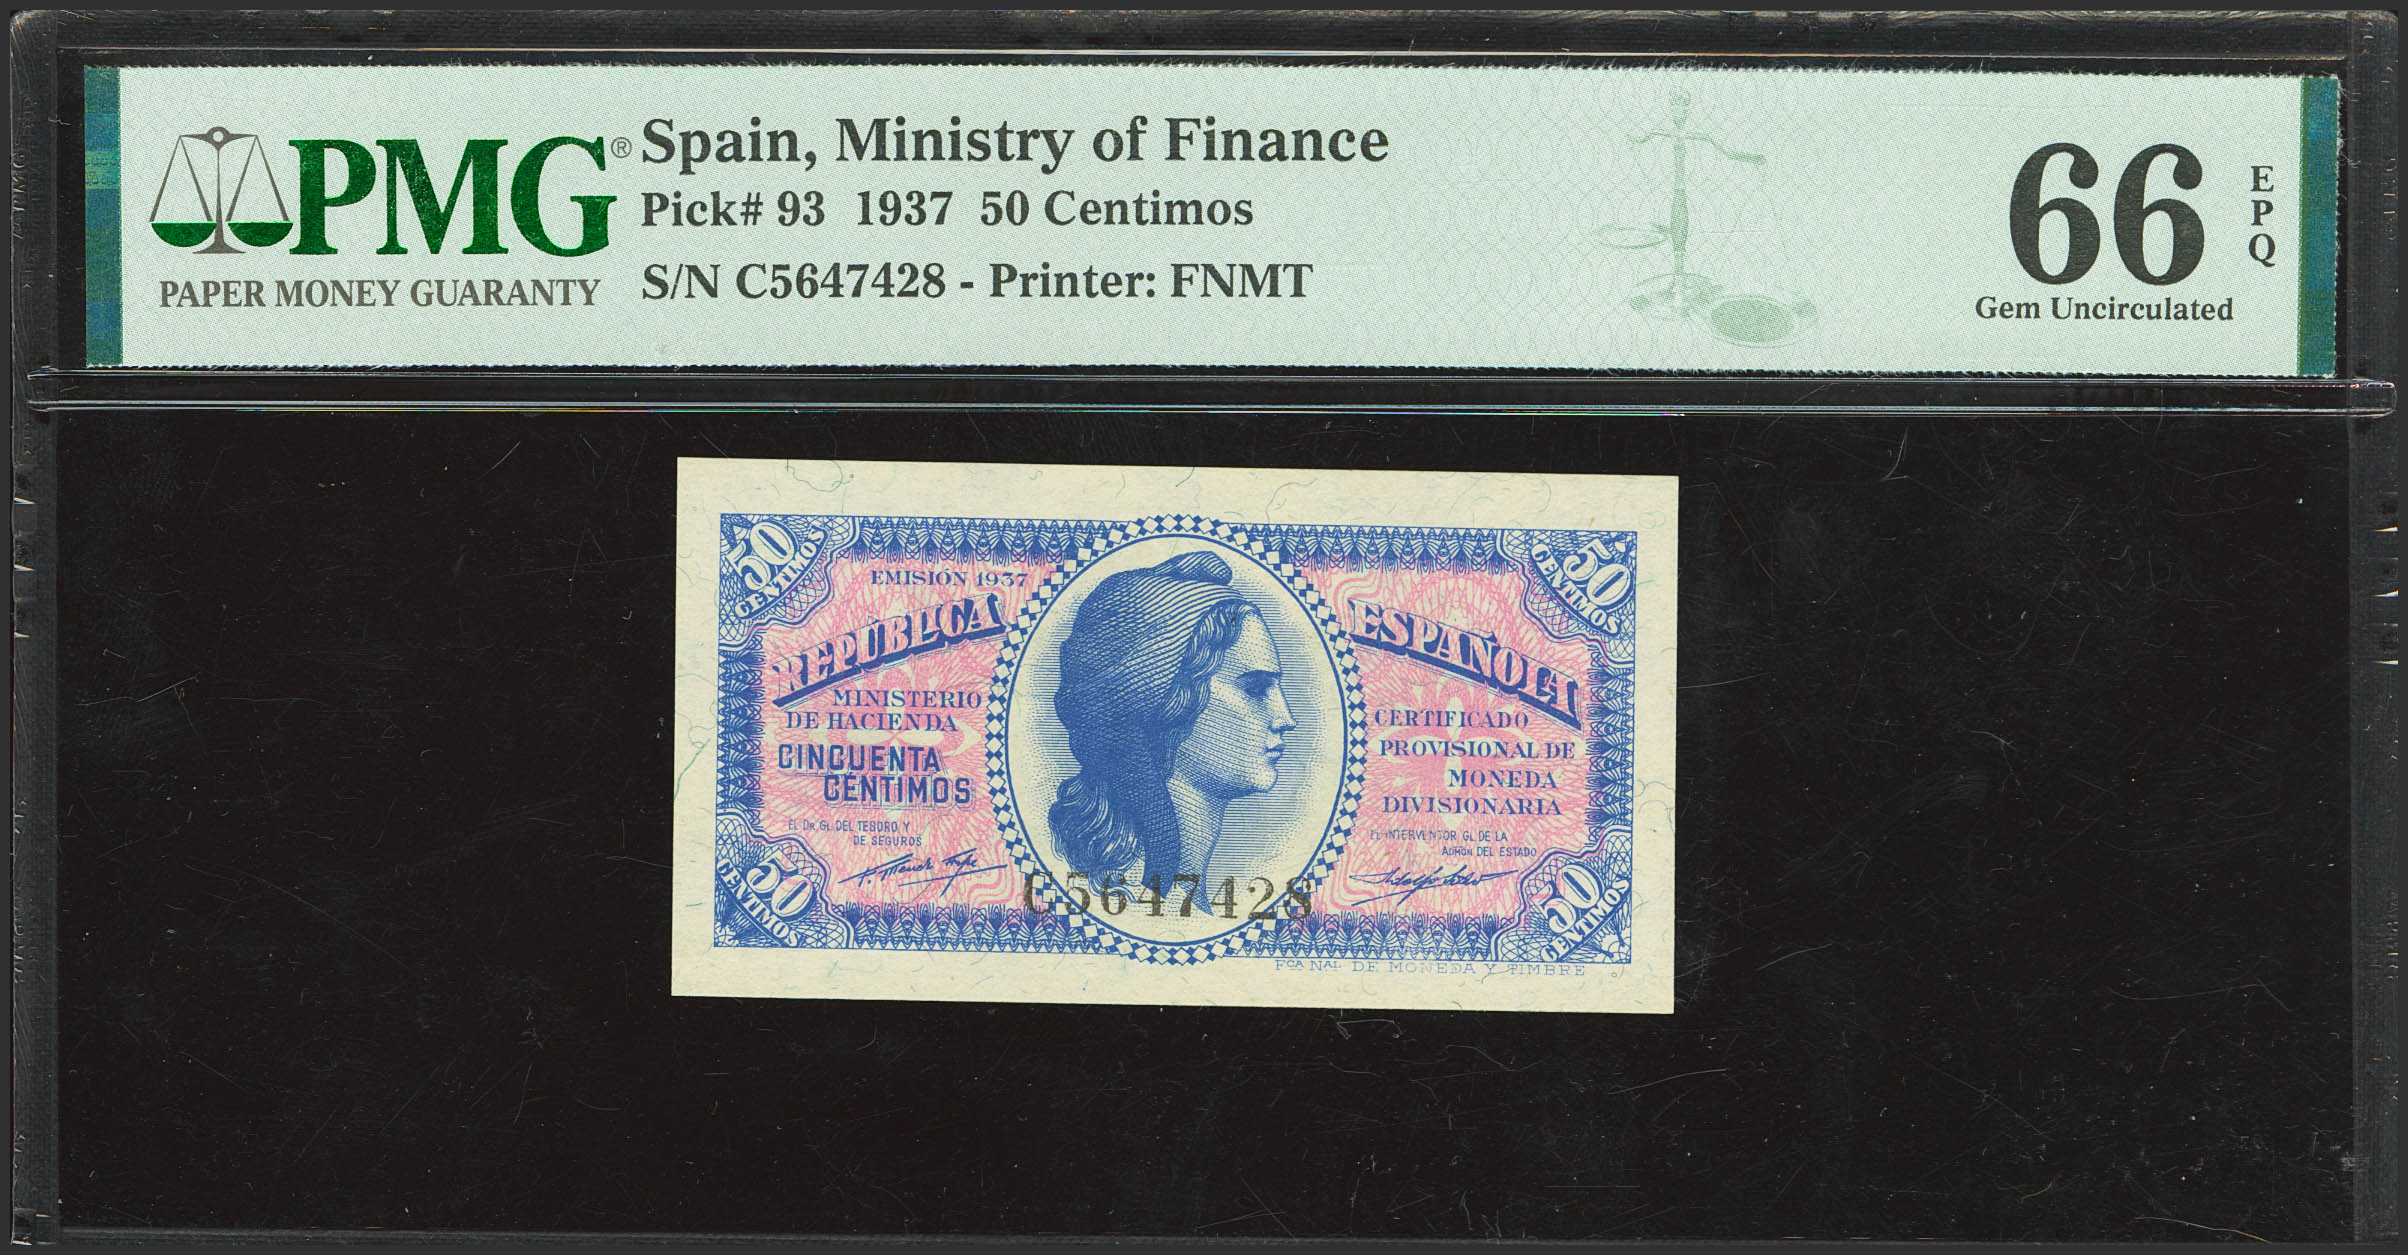 PMG®
PAPER MONEY GUARANTY
Spain, Ministry of Finance
Pick# 93 1937 50 Centimos
S/N C5647428 - Printer: FNMT
66
EPQ
Gem Uncirculated
50
CENTIMOS
50
CENTIMOS
EMISIÓN 1937
REPÚBLICA
ESPAÑOLA
MINISTERIO
DE HACIENDA
CINCUENTA
CÉNTIMOS
CERTIFICADO
PROVISIONAL DE
MONEDA
DIVISIONARIA
EL DR. GL. DEL TESORO Y
DE SEGUROS
EL INTERVENTOR GL DE LA
ADMON DEL ESTADO
C5647428
50
CENTIMOS
50
CENTIMOS
FCA NAL DE MONEDA Y TIMBRE